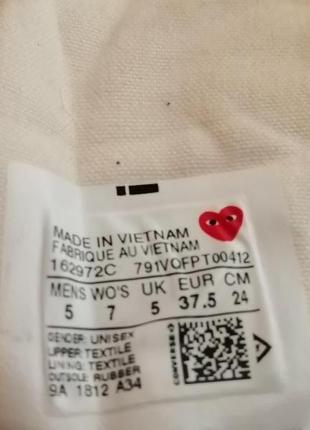 MADE IN VIETNAM
FABRIQUE AU VIETNAM
162972C 791VOFPT00412
MENS WO'S UK EUR CM
5 7 5 37.5 24
GENDER: UNISEX
UPPER: TEXTILE
LINING: TEXTILE
OUTSOLE: RUBBER
9A 1812 A34
CONVERSE